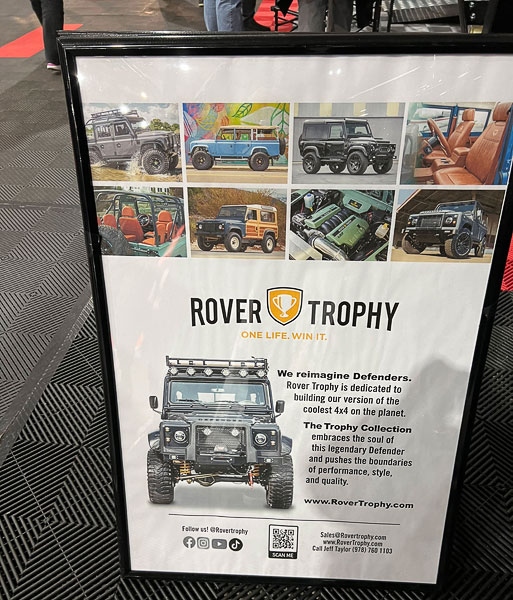 ROVER TROPHY
ONE LIFE. WIN IT.
We reimagine Defenders.
Rover Trophy is dedicated to
building our version of the
coolest 4x4 on the planet.
The Trophy Collection
embraces the soul of
this legendary Defender
and pushes the boundaries
of performance, style,
and quality.
www.RoverTrophy.com
Follow us! @Rovertrophy
SCAN ME
Sales@Rovertrophy.com
www.RoverTrophy.com
Call Jeff Taylor (978) 760 1103